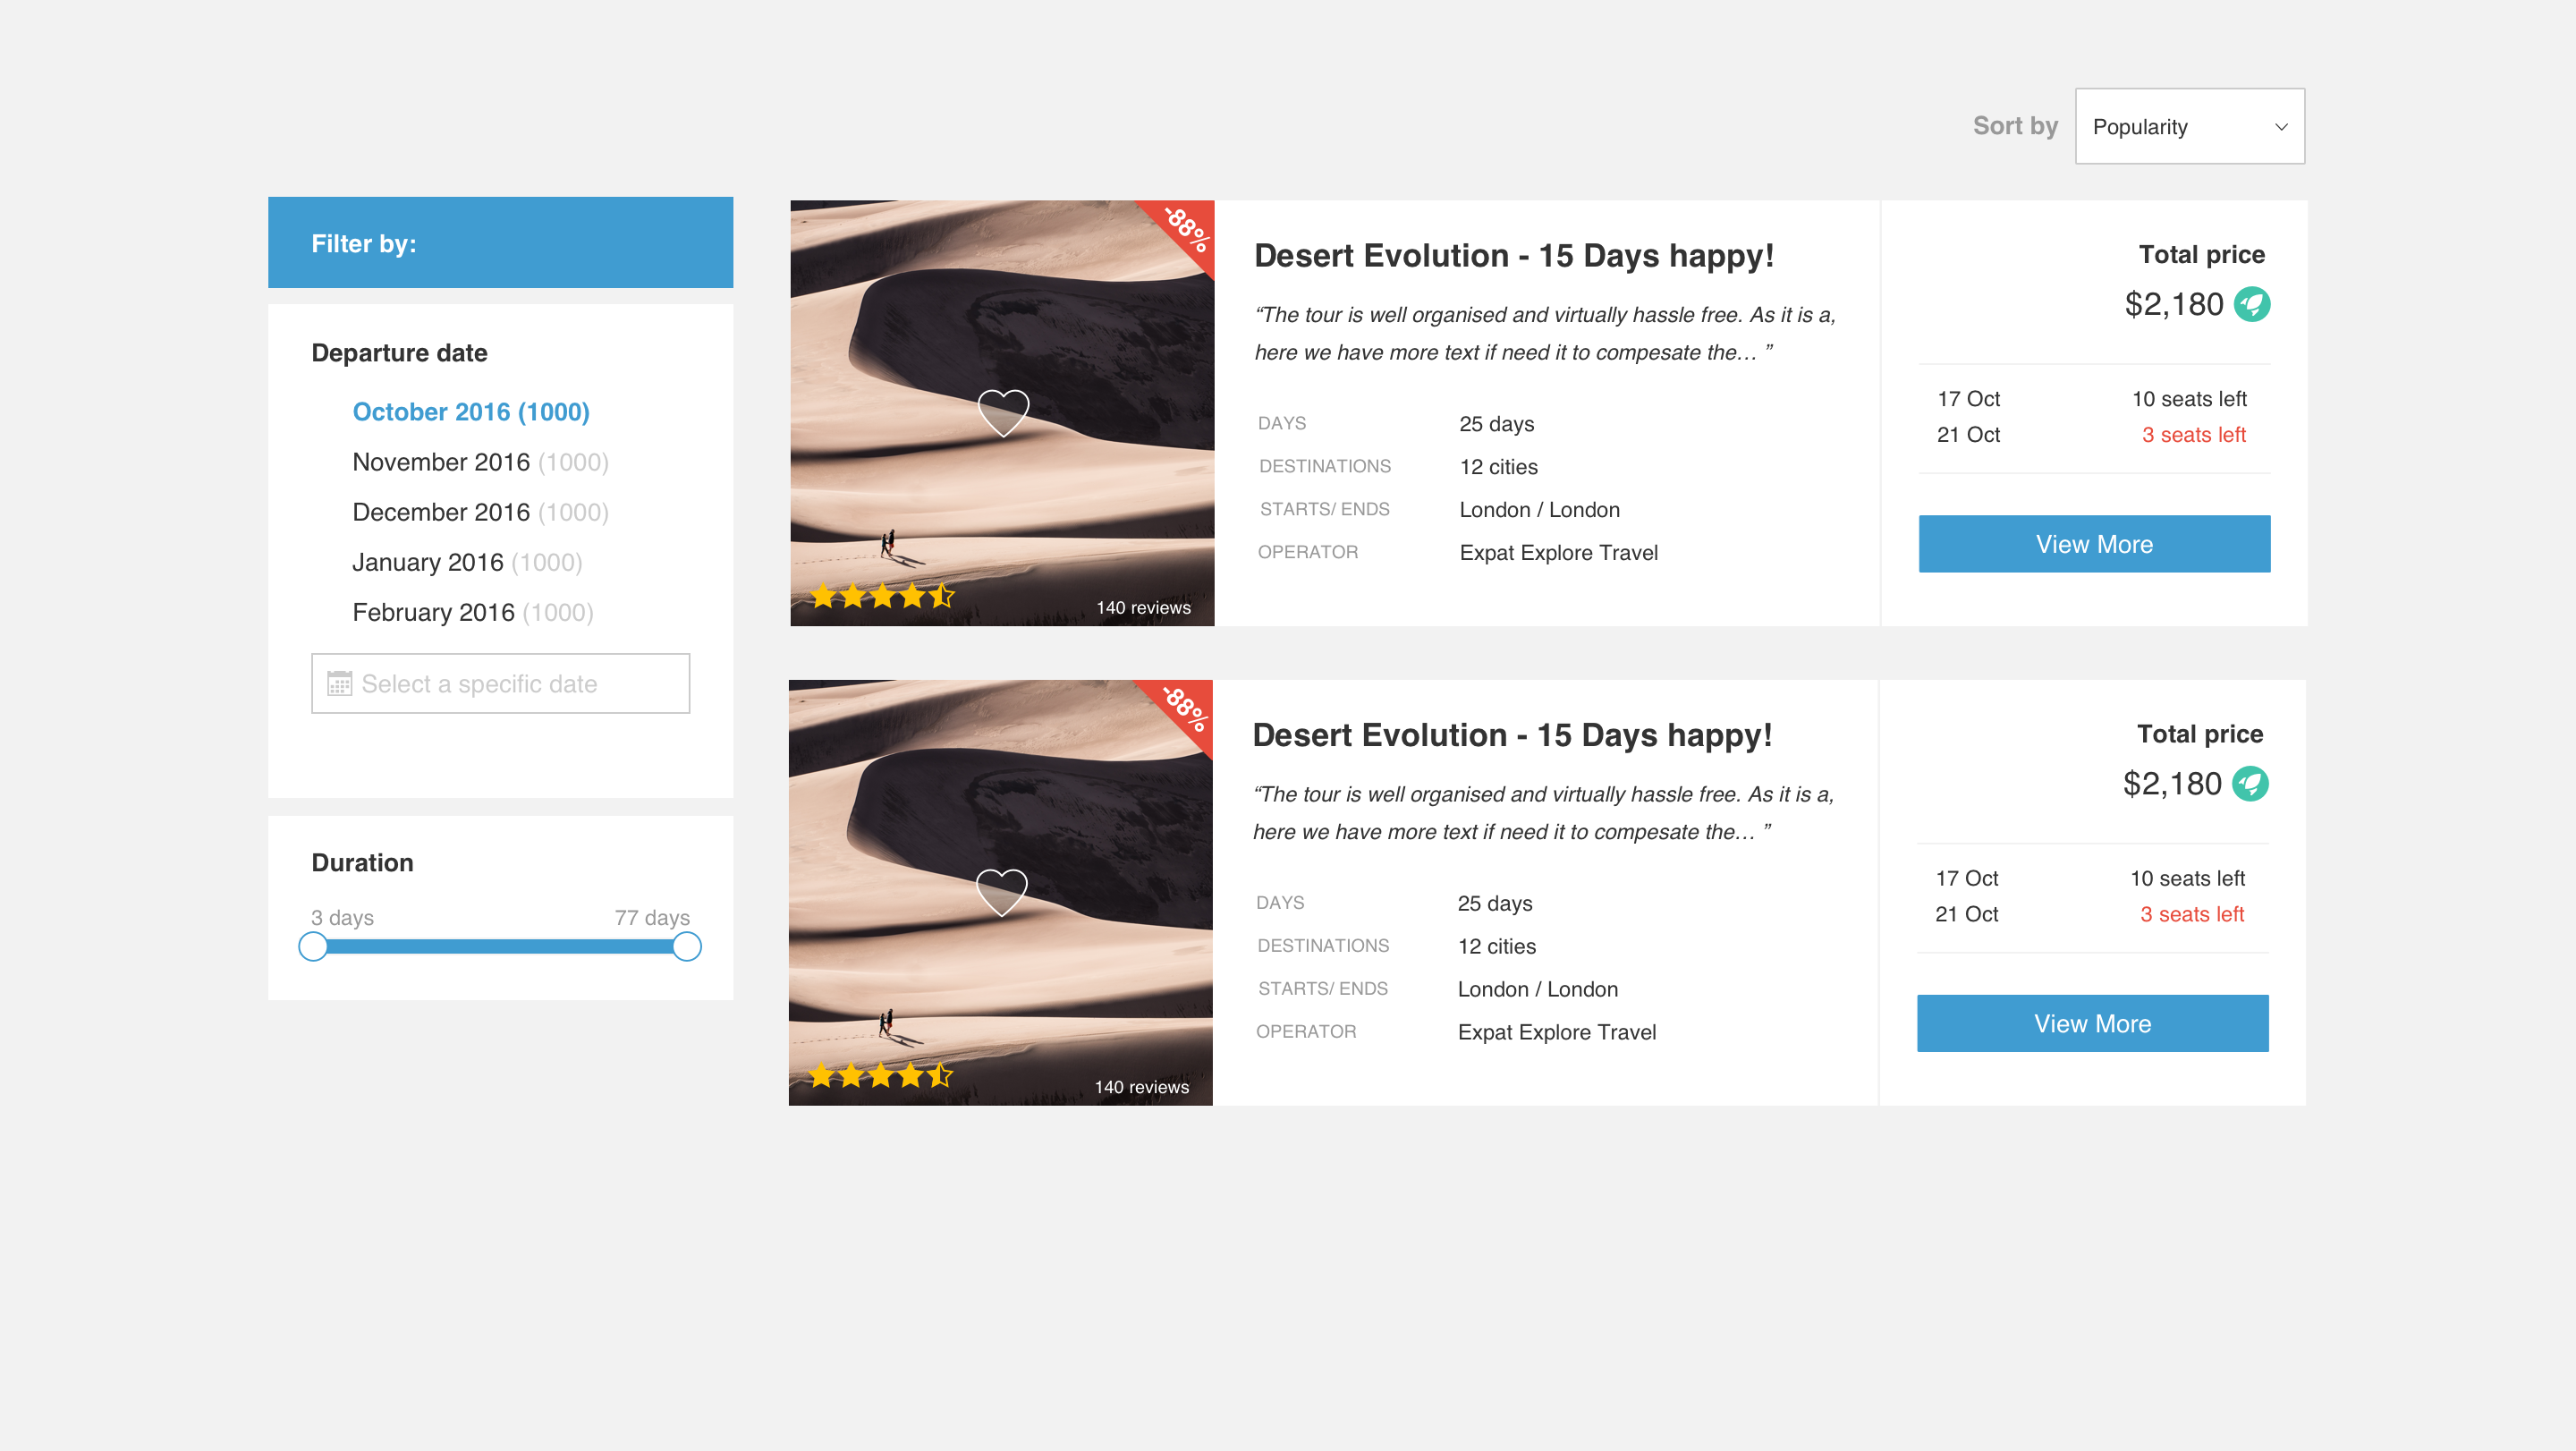 Sort by
Popularity
Filter by:
Departure date
October 2016 (1000)
November 2016 (1000)
December 2016 (1000)
January 2016 (1000)
February 2016 (1000)
Select a specific date
Duration
3 days
77 days
-88%
140 reviews
Desert Evolution - 15 Days happy!
“The tour is well organised and virtually hassle free. As it is a,
here we have more text if need it to compesate the… ”
DAYS
25 days
DESTINATIONS
12 cities
STARTS/ ENDS
London / London
OPERATOR
Expat Explore Travel
Total price
$2,180
17 Oct
10 seats left
21 Oct
3 seats left
View More
-88%
140 reviews
Desert Evolution - 15 Days happy!
“The tour is well organised and virtually hassle free. As it is a,
here we have more text if need it to compesate the… ”
DAYS
25 days
DESTINATIONS
12 cities
STARTS/ ENDS
London / London
OPERATOR
Expat Explore Travel
Total price
$2,180
17 Oct
10 seats left
21 Oct
3 seats left
View More